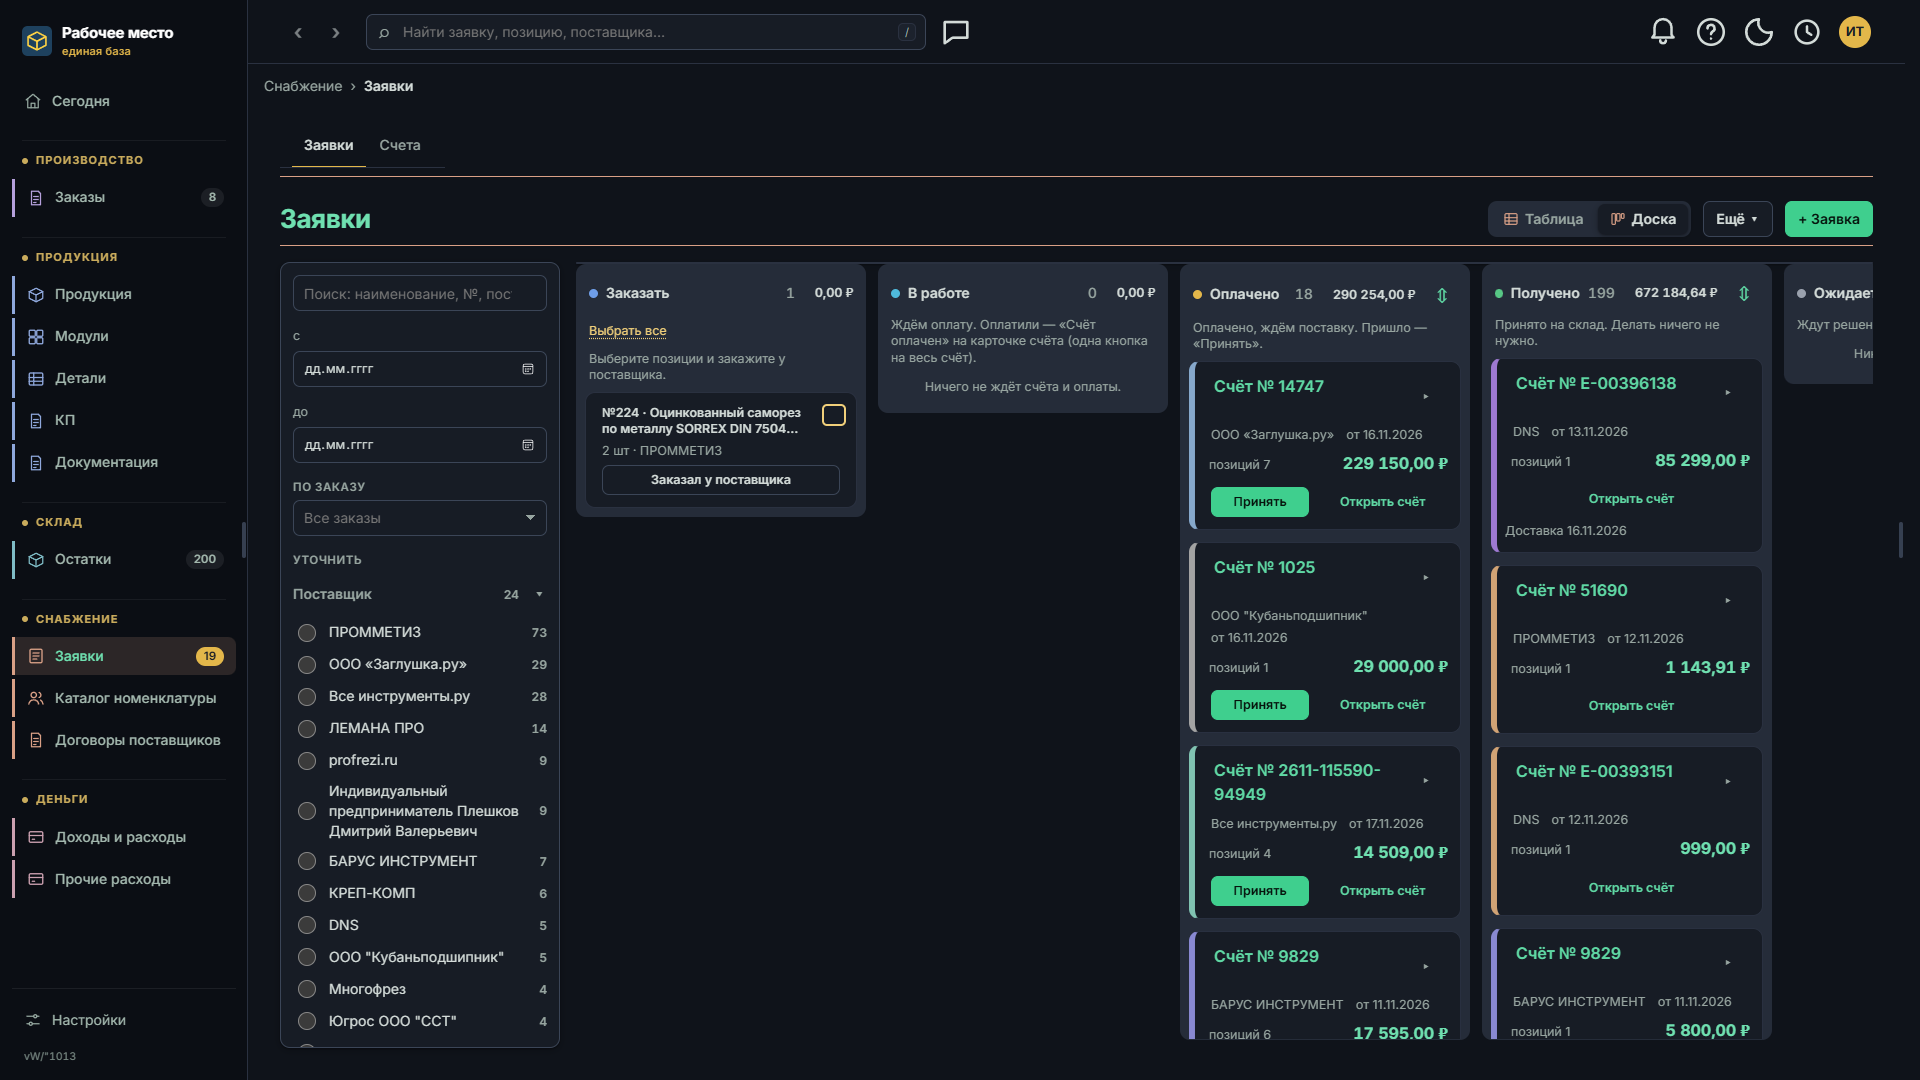 Рабочее место
единая база
Сегодня
ПРОИЗВОДСТВО
Заказы 8
ПРОДУКЦИЯ
Продукция
Модули
Детали
КП
Документация
СКЛАД
Остатки 200
СНАБЖЕНИЕ
Заявки 19
Каталог номенклатуры
Договоры поставщиков
ДЕНЬГИ
Доходы и расходы
Прочие расходы
Настройки
vW/"1013
Найти заявку, позицию, поставщика... /
ИТ
Снабжение › Заявки
Заявки Счета
Заявки
Таблица Доска Ещё + Заявка
Поиск: наименование, №, пос
С
дд.мм.гггг
ДО
дд.мм.гггг
ПО ЗАКАЗУ
Все заказы
УТОЧНИТЬ
Поставщик 24
ПРОММЕТИЗ 73
ООО «Заглушка.ру» 29
Все инструменты.ру 28
ЛЕМАНА ПРО 14
profrezi.ru 9
Индивидуальный
предприниматель Плешков 9
Дмитрий Валерьевич
БАРУС ИНСТРУМЕНТ 7
КРЕП-КОМП 6
DNS 5
ООО "Кубаньподшипник" 5
Многофрез 4
Югрос ООО "ССТ" 4
Заказать 1 0,00 ₽
Выбрать все
Выберите позиции и закажите у
поставщика.
№224 · Оцинкованный саморез
по металлу SORREX DIN 7504...
2 шт · ПРОММЕТИЗ
Заказал у поставщика
В работе 0 0,00 ₽
Ждём оплату. Оплатили — «Счёт
оплачен» на карточке счёта (одна кнопка
на весь счёт).
Ничего не ждёт счёта и оплаты.
Оплачено 18 290 254,00 ₽
Оплачено, ждём поставку. Пришло —
«Принять».
Счёт № 14747
ООО «Заглушка.ру» от 16.11.2026
позиций 7 229 150,00 ₽
Принять Открыть счёт
Счёт № 1025
ООО "Кубаньподшипник"
от 16.11.2026
позиций 1 29 000,00 ₽
Принять Открыть счёт
Счёт № 2611-115590-
94949
Все инструменты.ру от 17.11.2026
позиций 4 14 509,00 ₽
Принять Открыть счёт
Счёт № 9829
БАРУС ИНСТРУМЕНТ от 11.11.2026
позиций 6 17 595,00 ₽
Получено 199 672 184,64 ₽
Принято на склад. Делать ничего не
нужно.
Счёт № E-00396138
DNS от 13.11.2026
позиций 1 85 299,00 ₽
Открыть счёт
Доставка 16.11.2026
Счёт № 51690
ПРОММЕТИЗ от 12.11.2026
позиций 1 1 143,91 ₽
Открыть счёт
Счёт № E-00393151
DNS от 12.11.2026
позиций 1 999,00 ₽
Открыть счёт
Счёт № 9829
БАРУС ИНСТРУМЕНТ от 11.11.2026
позиций 1 5 800,00 ₽
Ожидает
Ждут решен
Ни